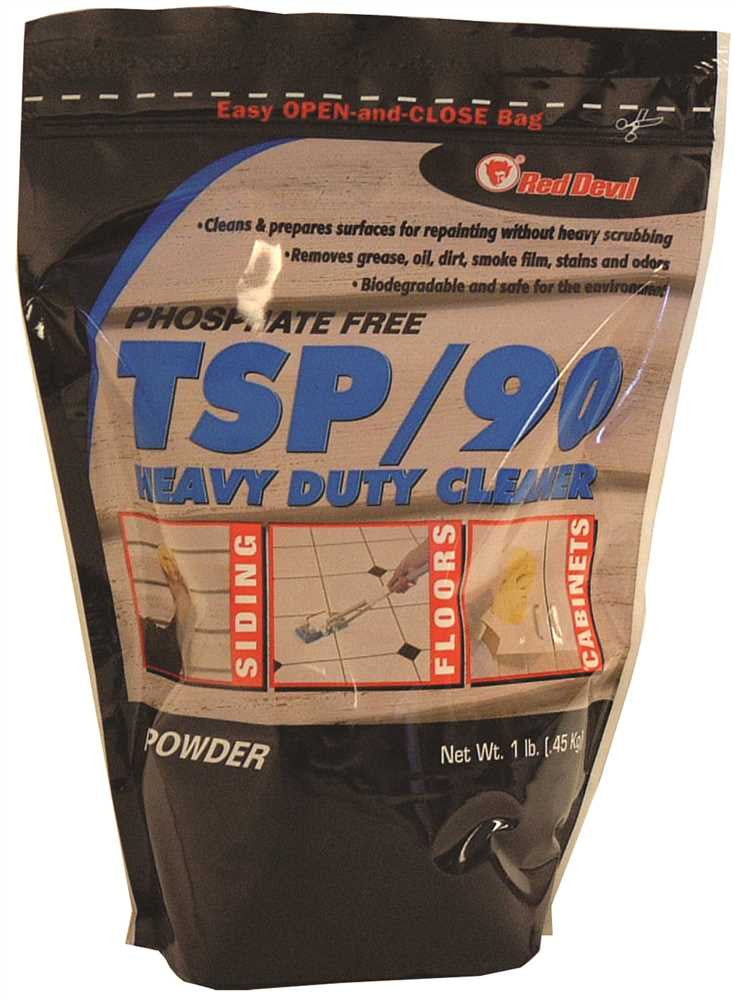 Easy OPEN-and-CLOSE Bag
Red Devil
•Cleans & prepares surfaces for repainting without heavy scrubbing
•Removes grease, oil, dirt, smoke film, stains and odors
•Biodegradable and safe for the environment
PHOSPHATE FREE
TSP/90
HEAVY DUTY CLEANER
SIDING
FLOORS
CABINETS
POWDER
Net Wt. 1 lb. (.45 Kg)